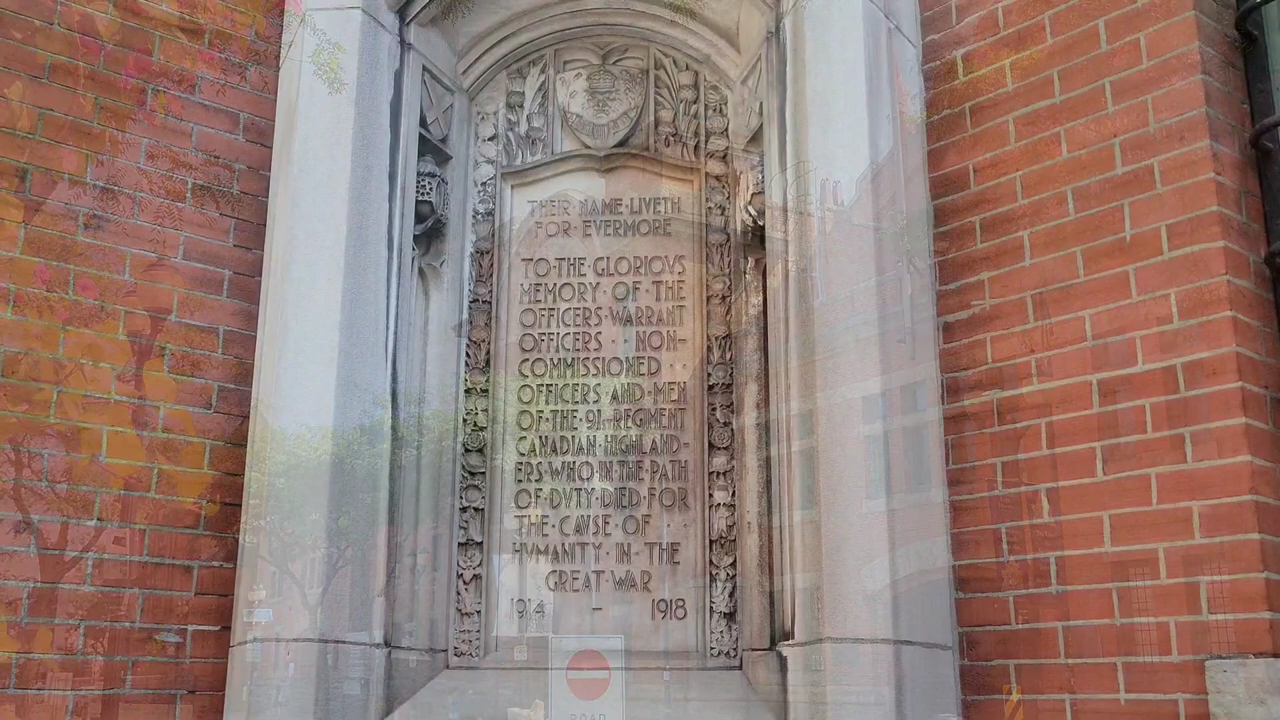 THEIR·NAME·LIVETH
FOR·EVERMORE
TO·THE·GLORIOVS
MEMORY·OF·THE
OFFICERS·WARRANT
OFFICERS··NON-
COMMISSIONED··
OFFICERS·AND·MEN
OF·THE·91ST·REGIMENT
CANADIAN·HIGHLAND-
ERS·WHO·IN·THE·PATH
OF·DVTY·DIED·FOR
THE·CAVSE·OF··
HVMANITY·IN·THE
GREAT·WAR
1914 – 1918
ROAD